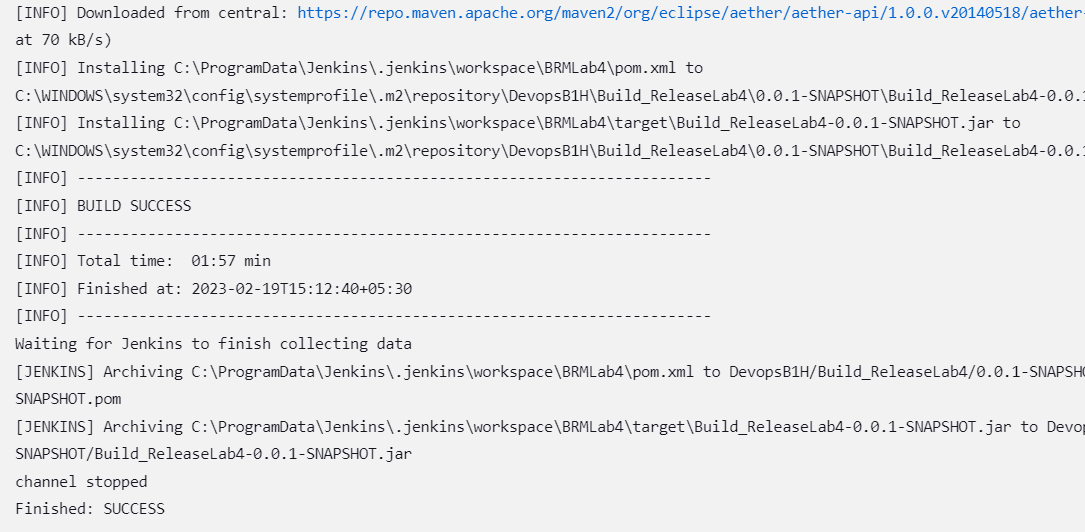 [INFO] Downloaded from central: https://repo.maven.apache.org/maven2/org/eclipse/aether/aether-api/1.0.0.v20140518/aether-
at 70 kB/s)
[INFO] Installing C:\ProgramData\Jenkins\.jenkins\workspace\BRMLab4\pom.xml to
C:\WINDOWS\system32\config\systemprofile\.m2\repository\DevopsB1H\Build_ReleaseLab4\0.0.1-SNAPSHOT\Build_ReleaseLab4-0.0.1
[INFO] Installing C:\ProgramData\Jenkins\.jenkins\workspace\BRMLab4\target\Build_ReleaseLab4-0.0.1-SNAPSHOT.jar to
C:\WINDOWS\system32\config\systemprofile\.m2\repository\DevopsB1H\Build_ReleaseLab4\0.0.1-SNAPSHOT\Build_ReleaseLab4-0.0.1
[INFO] ------------------------------------------------------------------------
[INFO] BUILD SUCCESS
[INFO] ------------------------------------------------------------------------
[INFO] Total time:  01:57 min
[INFO] Finished at: 2023-02-19T15:12:40+05:30
[INFO] ------------------------------------------------------------------------
Waiting for Jenkins to finish collecting data
[JENKINS] Archiving C:\ProgramData\Jenkins\.jenkins\workspace\BRMLab4\pom.xml to DevopsB1H/Build_ReleaseLab4/0.0.1-SNAPSHO
SNAPSHOT.pom
[JENKINS] Archiving C:\ProgramData\Jenkins\.jenkins\workspace\BRMLab4\target\Build_ReleaseLab4-0.0.1-SNAPSHOT.jar to Devop
SNAPSHOT/Build_ReleaseLab4-0.0.1-SNAPSHOT.jar
channel stopped
Finished: SUCCESS